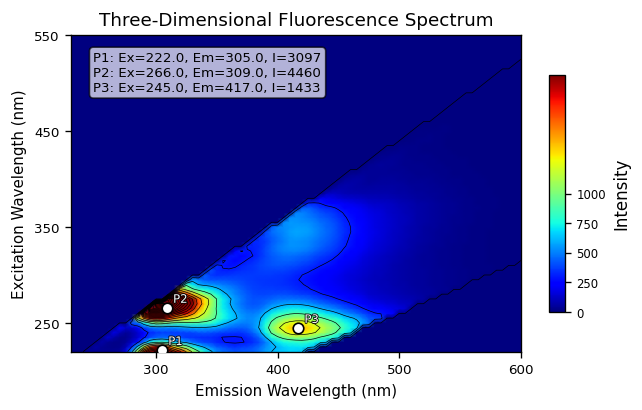 Three-Dimensional Fluorescence Spectrum
P1: Ex=222.0, Em=305.0, I=3097
P2: Ex=266.0, Em=309.0, I=4460
P3: Ex=245.0, Em=417.0, I=1433
Excitation Wavelength (nm)
550
450
350
250
P2
P1
P3
300
400
500
600
Emission Wavelength (nm)
1000
750
500
250
0
Intensity